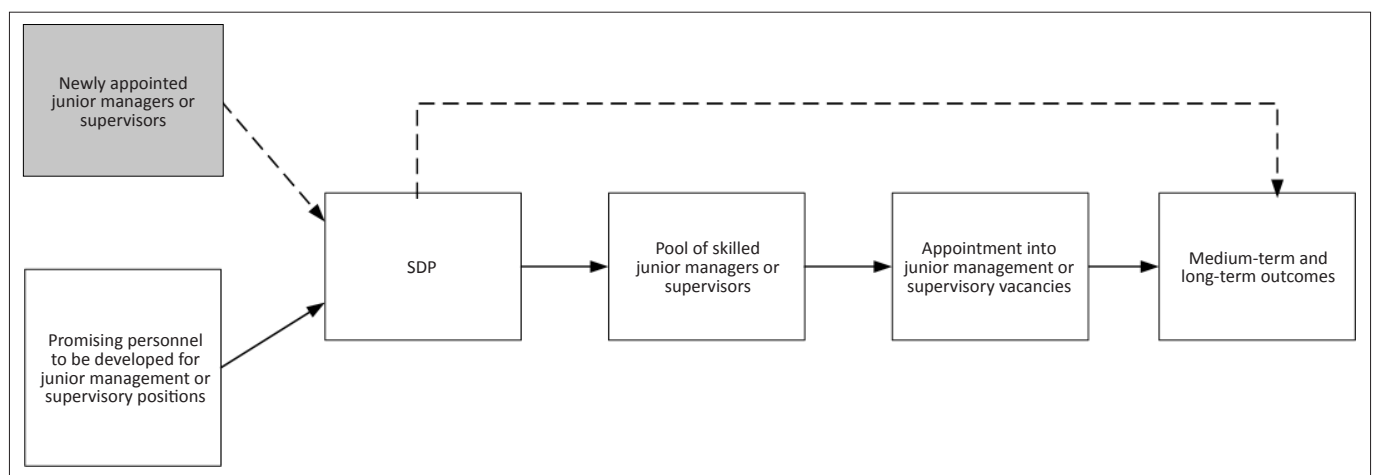 Newly appointed
junior managers or
supervisors
Promising personnel
to be developed for
junior management or
supervisory positions
SDP
Pool of skilled
junior managers or
supervisors
Appointment into
junior management or
supervisory vacancies
Medium-term and
long-term outcomes